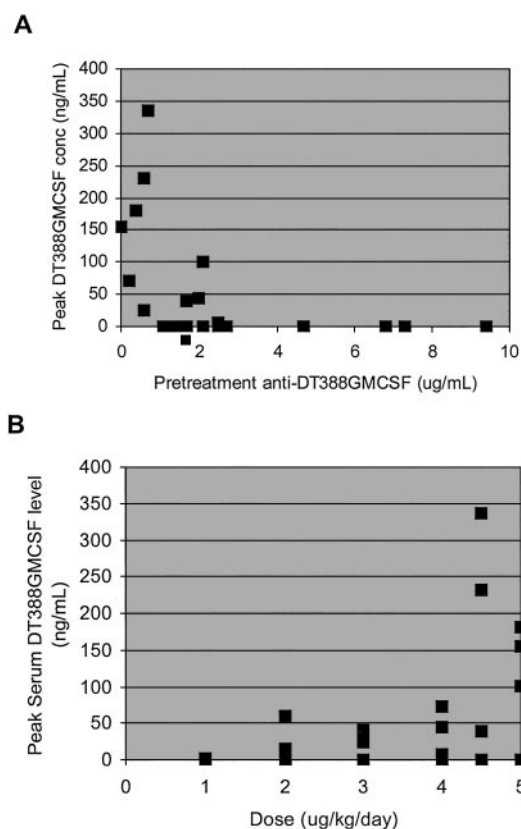 A
400
350
300
250
200
150
100
50
0
Peak DT388GMCSF conc (ng/mL)
0 2 4 6 8 10
Pretreatment anti-DT388GMCSF (ug/mL)
B
400
350
300
250
200
150
100
50
0
Peak Serum DT388GMCSF level
(ng/mL)
0 1 2 3 4 5
Dose (ug/kg/day)